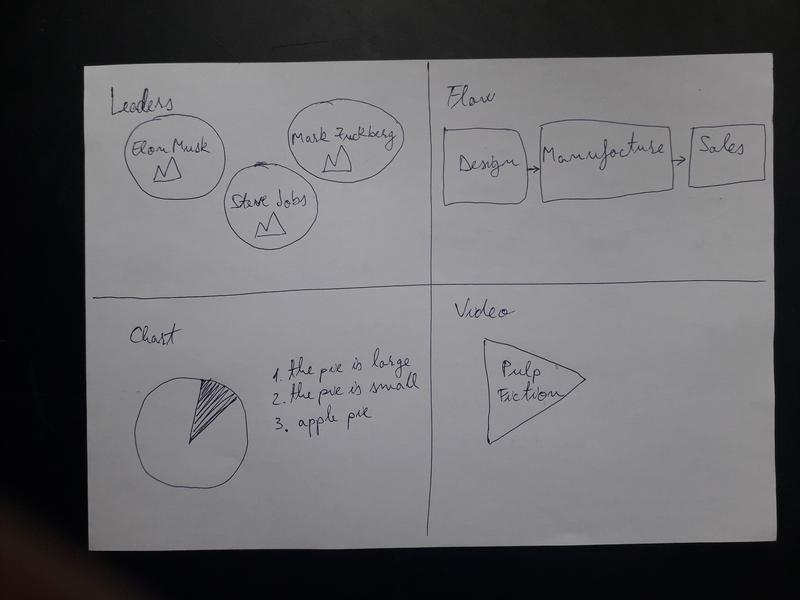 Leaders
Elon Musk
Mark Zuckberg
Steve Jobs
Flow
Design
Manufacture
Sales
Chart
1. the pie is large
2. the pie is small
3. apple pie
Video
Pulp
Fiction